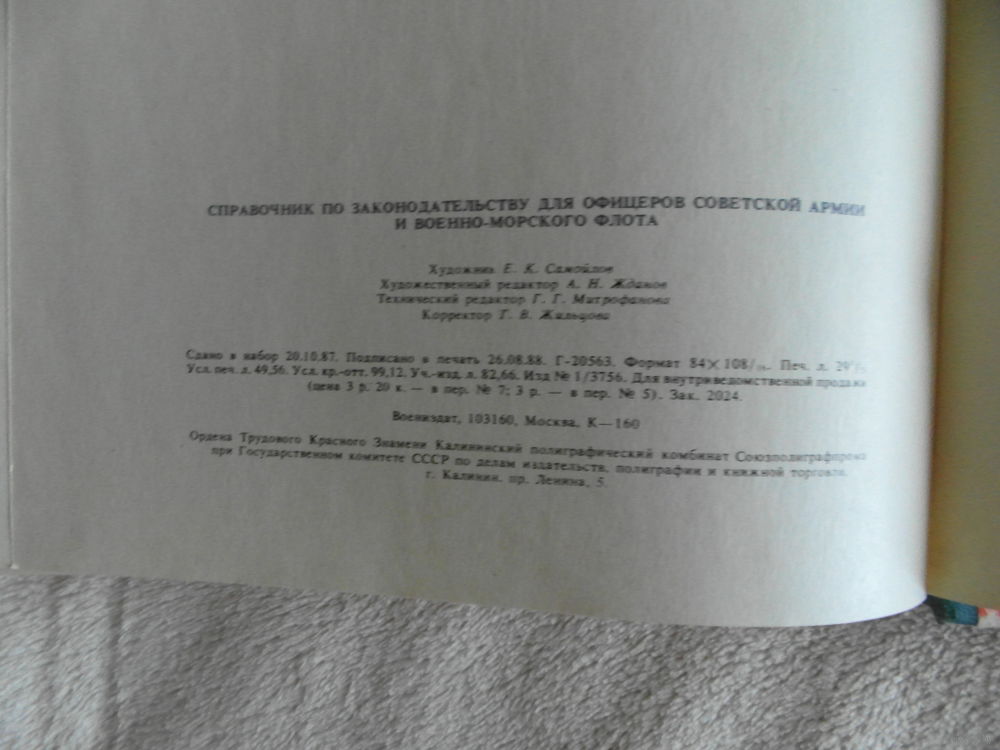 СПРАВОЧНИК ПО ЗАКОНОДАТЕЛЬСТВУ ДЛЯ ОФИЦЕРОВ СОВЕТСКОЙ АРМИИ
И ВОЕННО-МОРСКОГО ФЛОТА
Художник Е. К. Самойлов
Художественный редактор А. Н. Жданов
Технический редактор Г. Г. Митрофанова
Корректор Г. В. Жильцова
Сдано в набор 20.10.87. Подписано в печать 26.08.88. Г-20563. Формат 84×108/16. Печ. л.
Усл. печ. л. 49,56. Усл. кр.-отт. 99,12. Уч.-изд. л. 82,66. Изд № 1/3756. Для внутриведомственной продажи
(цена 3 р. 20 к. — в пер. № 7; 3 р. — в пер. № 5). Зак. 2024.
Воениздат, 103160, Москва, К—160
Ордена Трудового Красного Знамени Калининский полиграфический комбинат Союзполиграфпрома
при Государственном комитете СССР по делам издательств, полиграфии и книжной торговли.
г. Калинин, пр. Ленина, 5.